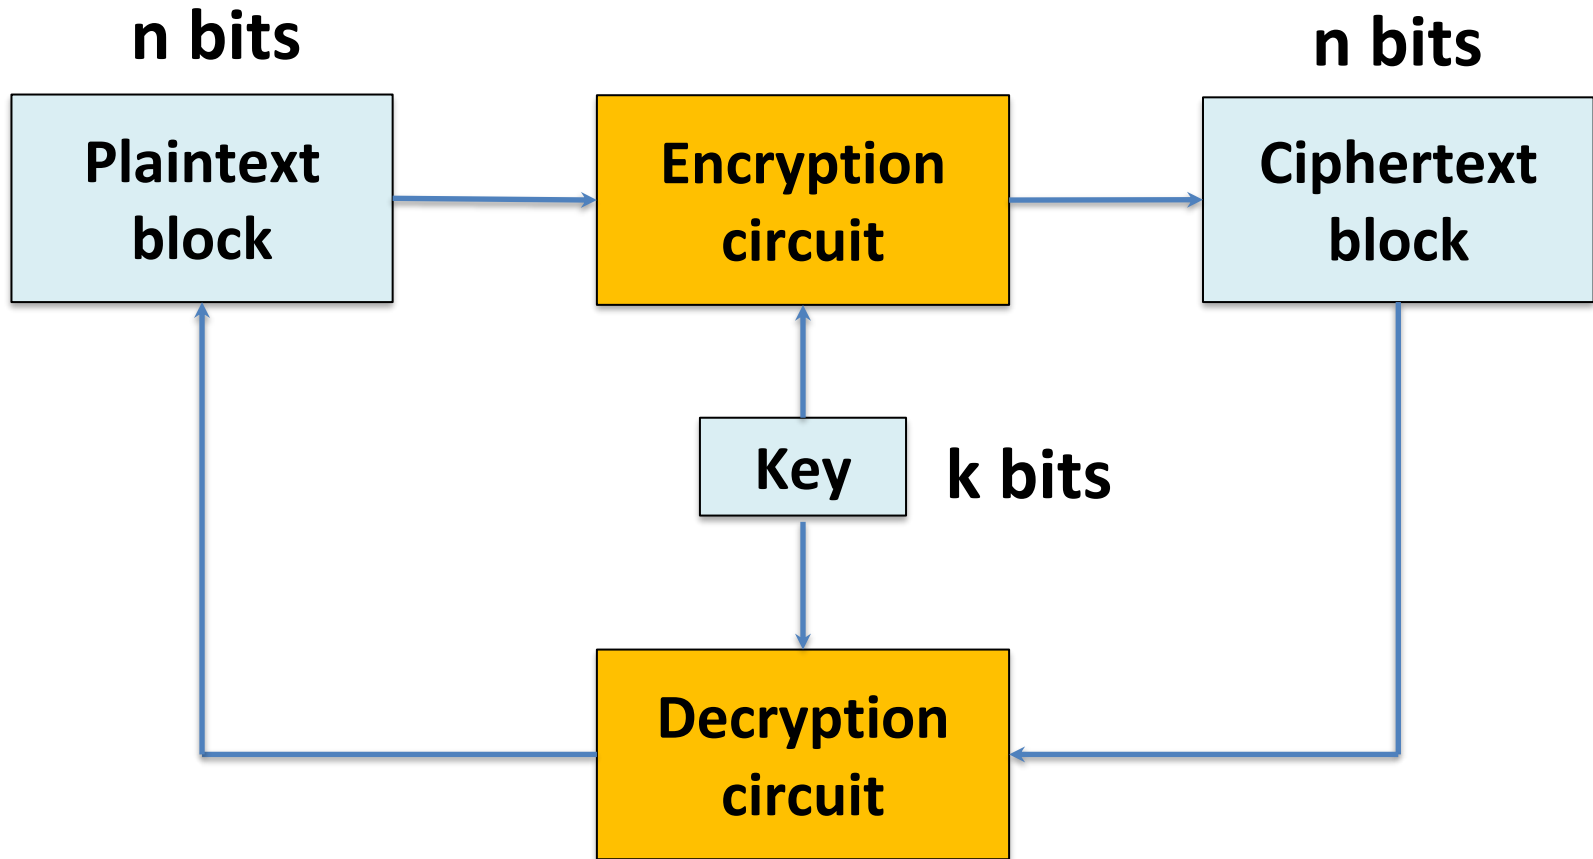 n bits
n bits
Plaintext
block
Encryption
circuit
Ciphertext
block
Key
k bits
Decryption
circuit